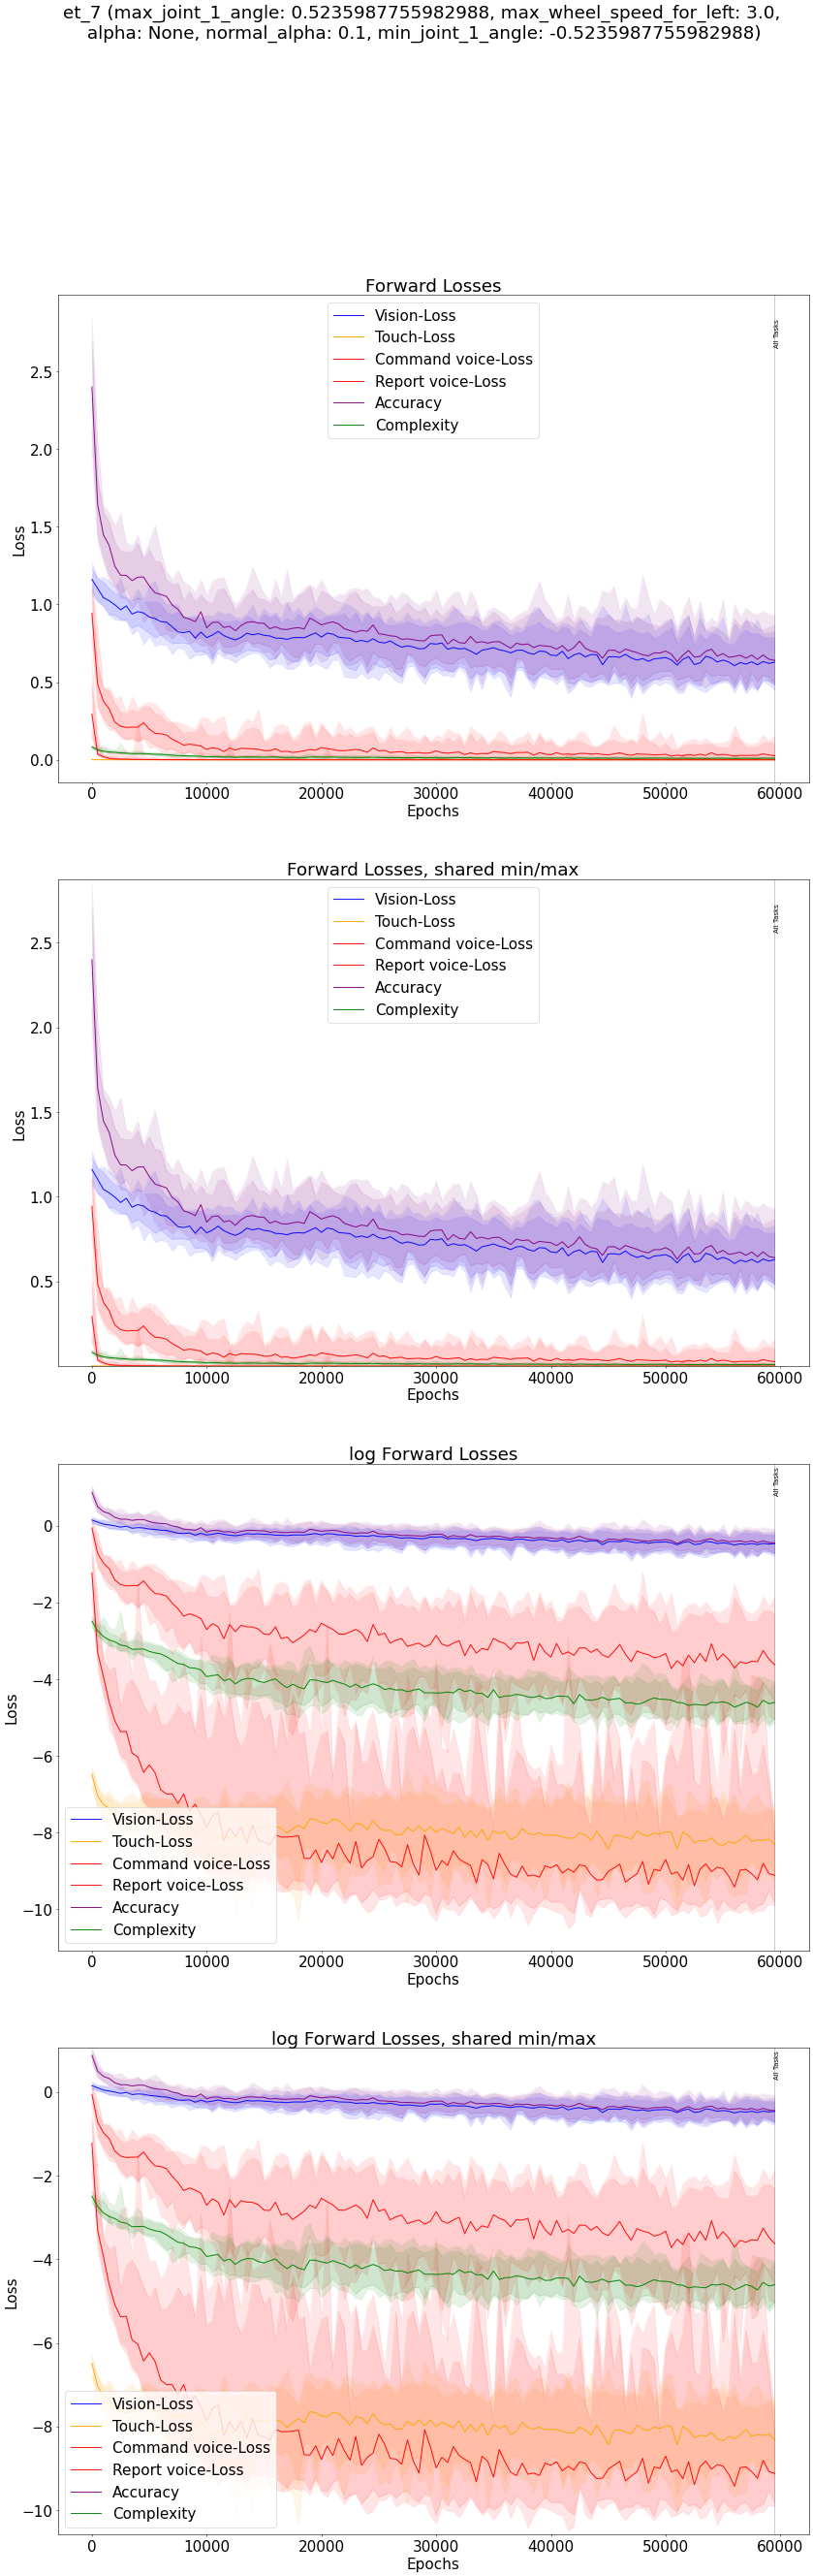 et_7 (max_joint_1_angle: 0.5235987755982988, max_wheel_speed_for_left: 3.0,
alpha: None, normal_alpha: 0.1, min_joint_1_angle: -0.5235987755982988)
Forward Losses
Vision-Loss
Touch-Loss
Command voice-Loss
Report voice-Loss
Accuracy
Complexity
All Tasks
Loss
2.5
2.0
1.5
1.0
0.5
0.0
0 10000 20000 30000 40000 50000 60000
Epochs
Forward Losses, shared min/max
Vision-Loss
Touch-Loss
Command voice-Loss
Report voice-Loss
Accuracy
Complexity
All Tasks
Loss
2.5
2.0
1.5
1.0
0.5
0 10000 20000 30000 40000 50000 60000
Epochs
log Forward Losses
All Tasks
Loss
0
−2
−4
−6
−8
−10
Vision-Loss
Touch-Loss
Command voice-Loss
Report voice-Loss
Accuracy
Complexity
0 10000 20000 30000 40000 50000 60000
Epochs
log Forward Losses, shared min/max
All Tasks
Loss
0
−2
−4
−6
−8
−10
Vision-Loss
Touch-Loss
Command voice-Loss
Report voice-Loss
Accuracy
Complexity
0 10000 20000 30000 40000 50000 60000
Epochs